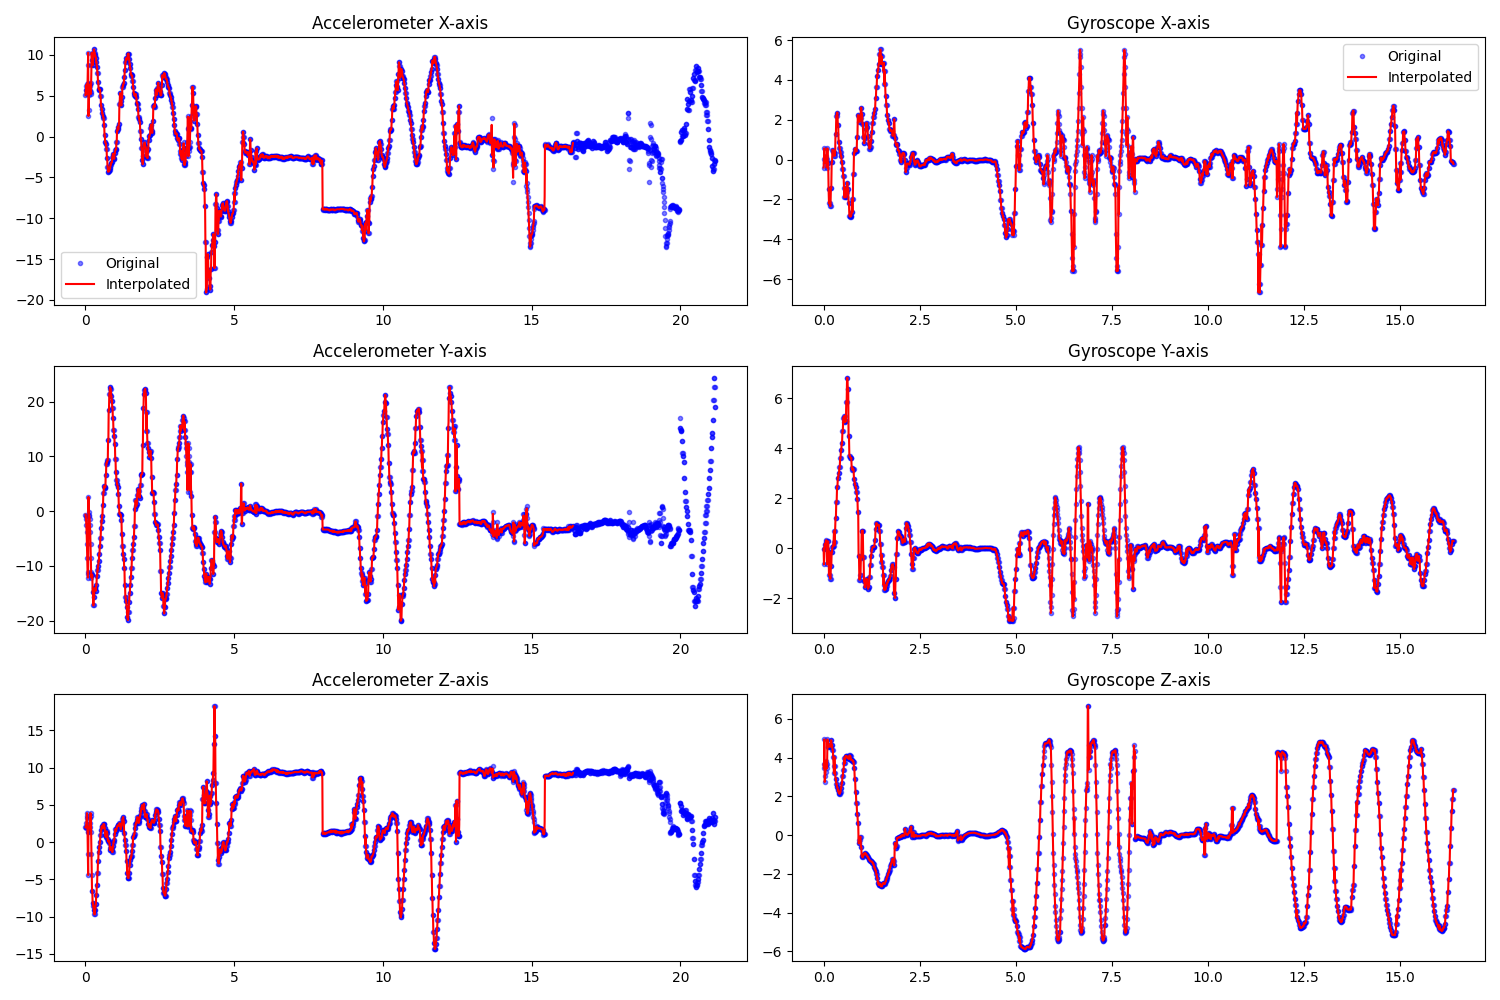 Accelerometer X-axis
10
5
0
−5
−10
−15
−20
Original
Interpolated
0 5 10 15 20
Gyroscope X-axis
6
4
2
0
−2
−4
−6
Original
Interpolated
0.0 2.5 5.0 7.5 10.0 12.5 15.0
Accelerometer Y-axis
20
10
0
−10
−20
0 5 10 15 20
Gyroscope Y-axis
6
4
2
0
−2
0.0 2.5 5.0 7.5 10.0 12.5 15.0
Accelerometer Z-axis
15
10
5
0
−5
−10
−15
0 5 10 15 20
Gyroscope Z-axis
6
4
2
0
−2
−4
−6
0.0 2.5 5.0 7.5 10.0 12.5 15.0